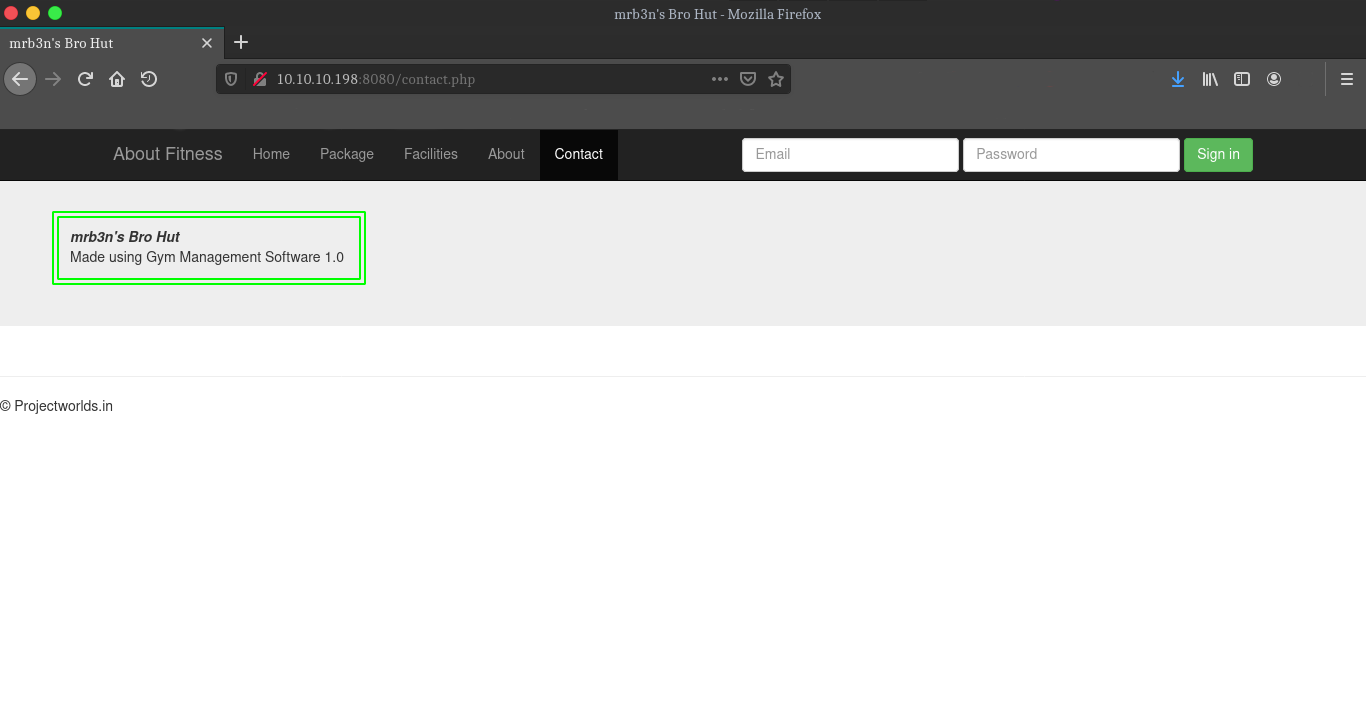 mrb3n's Bro Hut - Mozilla Firefox
mrb3n's Bro Hut
10.10.10.198:8080/contact.php
About Fitness Home Package Facilities About Contact Email Password Sign in
mrb3n's Bro Hut
Made using Gym Management Software 1.0
© Projectworlds.in